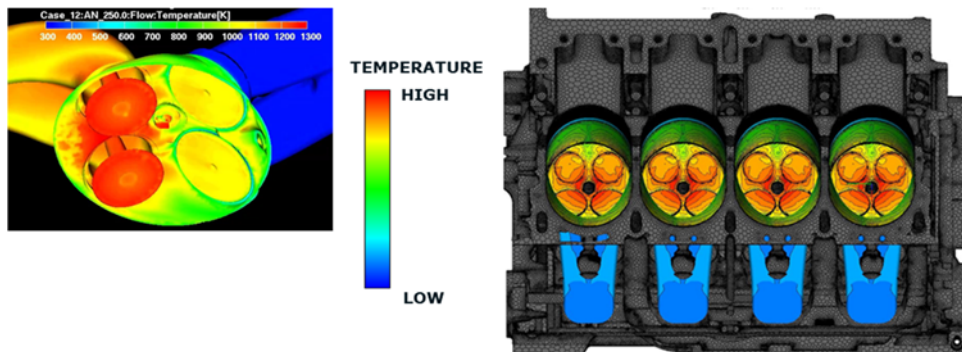 Case_12:AN_250.0:Flow:Temperature[K]
300 400 500 600 700 800 900 1000 1100 1200 1300
TEMPERATURE
HIGH
LOW